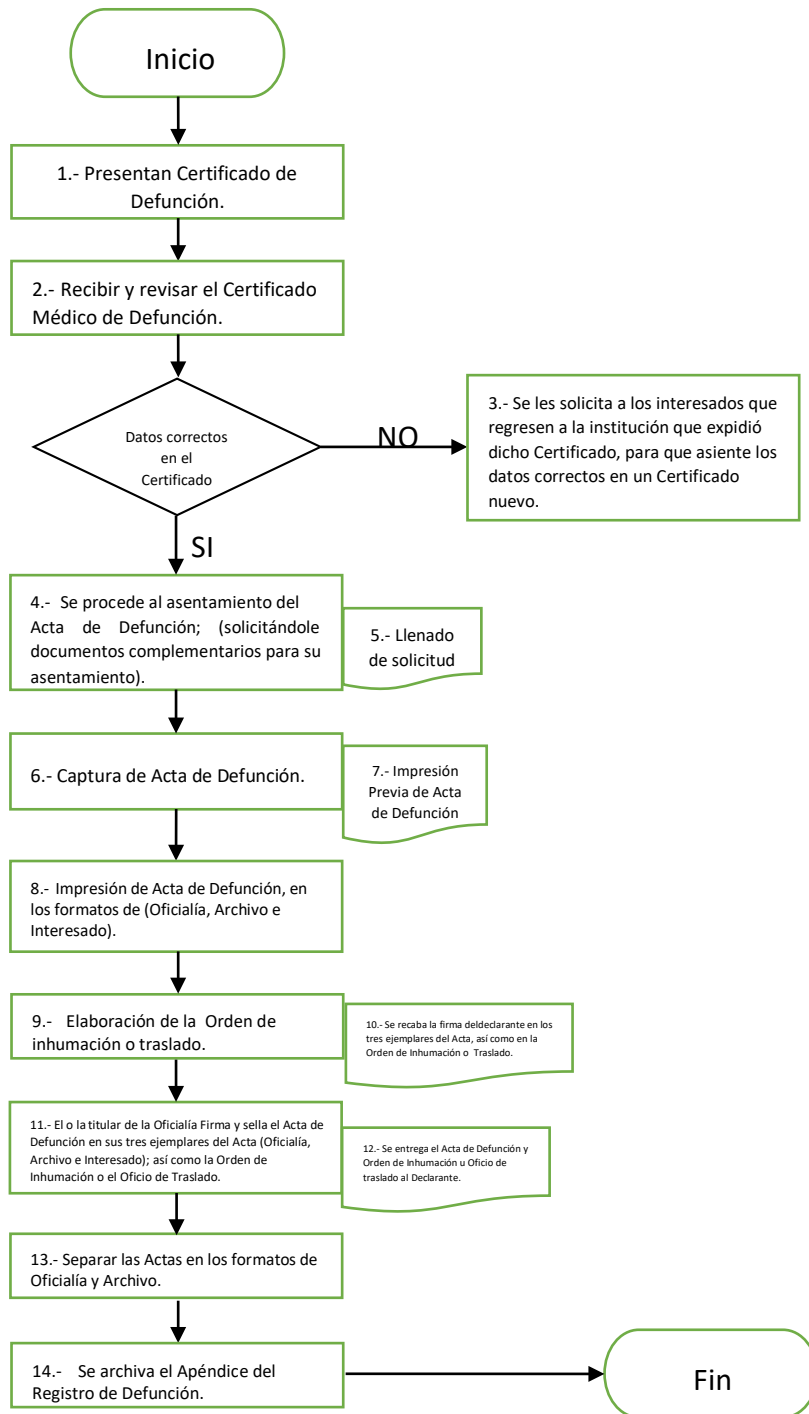 Inicio
1.- Presentan Certificado de
Defunción.
2.- Recibir y revisar el Certificado
Médico de Defunción.
Datos correctos
en el
Certificado
NO
3.- Se les solicita a los interesados que
regresen a la institución que expidió
dicho Certificado, para que asiente los
datos correctos en un Certificado
nuevo.
SI
4.- Se procede al asentamiento del
Acta de Defunción; (solicitándole
documentos complementarios para su
asentamiento).
5.- Llenado
de solicitud
6.- Captura de Acta de Defunción.
7.- Impresión
Previa de Acta
de Defunción
8.- Impresión de Acta de Defunción, en
los formatos de (Oficialía, Archivo e
Interesado).
9.- Elaboración de la Orden de
inhumación o traslado.
10.- Se recaba la firma deldeclarante en los
tres ejemplares del Acta, así como en la
Orden de Inhumación o Traslado.
11.- El o la titular de la Oficialía Firma y sella el Acta de
Defunción en sus tres ejemplares del Acta (Oficialía,
Archivo e Interesado); así como la Orden de
Inhumación o el Oficio de Traslado.
12.- Se entrega el Acta de Defunción y
Orden de Inhumación u Oficio de
traslado al Declarante.
13.- Separar las Actas en los formatos de
Oficialía y Archivo.
14.- Se archiva el Apéndice del
Registro de Defunción.
Fin